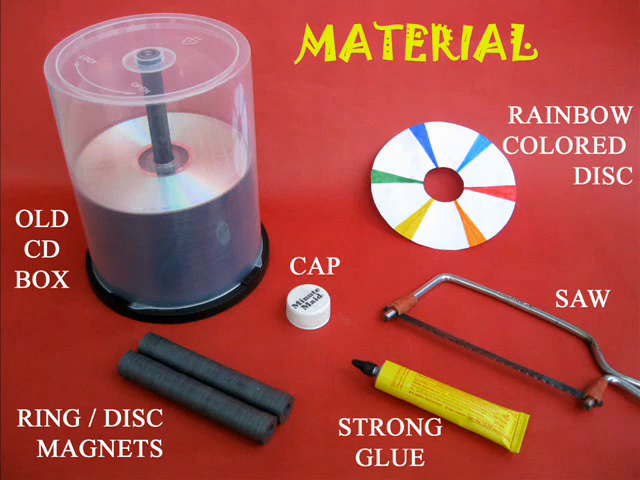 MATERIAL
RAINBOW
COLORED
DISC
OLD
CD
BOX
CAP
Minute
Maid
SAW
RING / DISC
MAGNETS
STRONG
GLUE